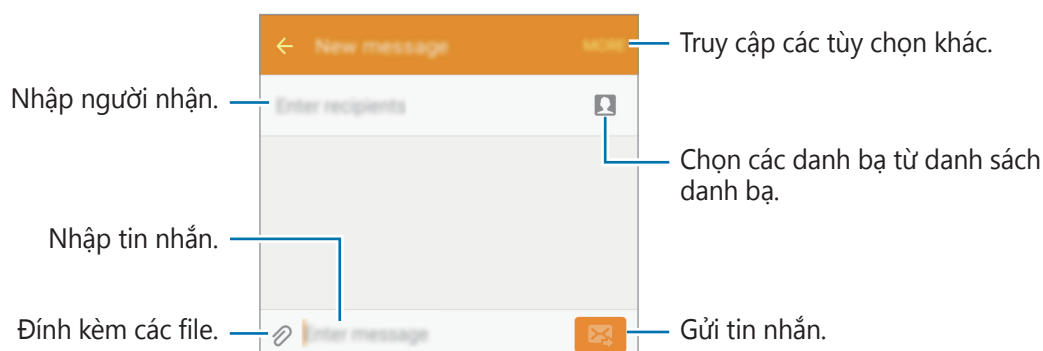 New message
MORE
Truy cập các tùy chọn khác.
Nhập người nhận.
Enter recipients
Chọn các danh bạ từ danh sách
danh bạ.
Nhập tin nhắn.
Đính kèm các file.
Enter message
Gửi tin nhắn.